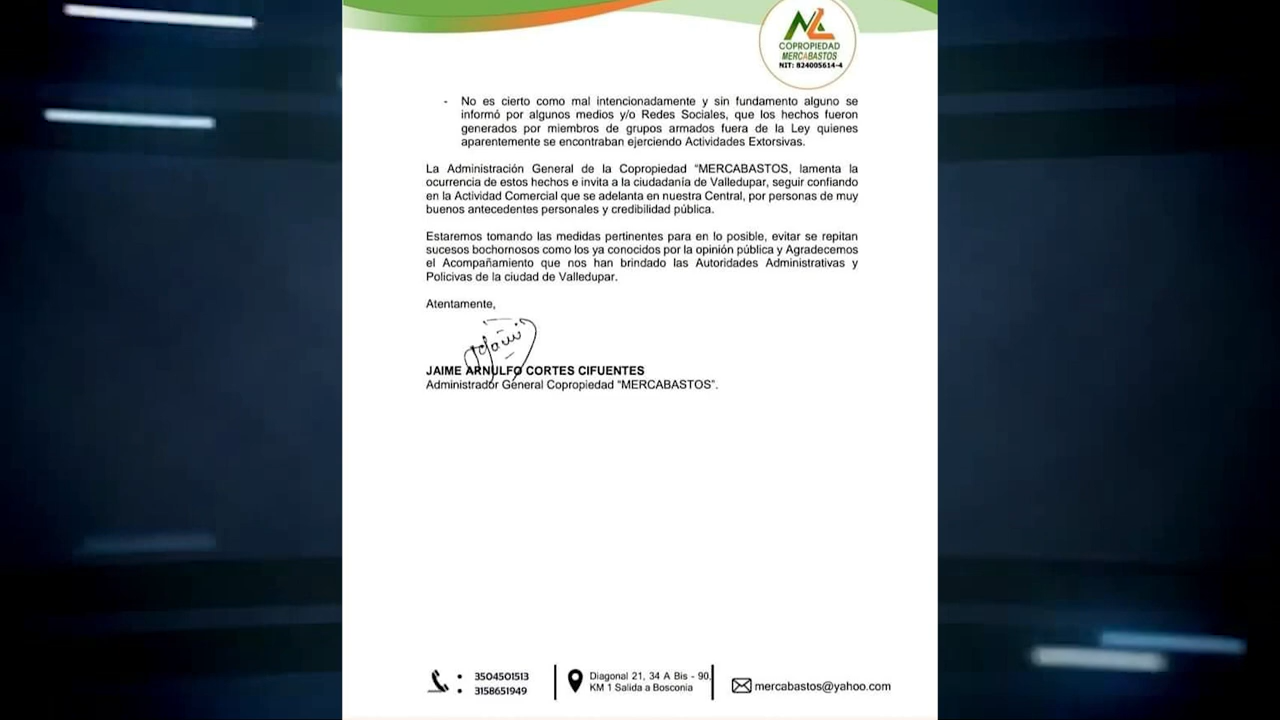 COPROPIEDAD
MERCABASTOS
NIT: 824005614-4
- No es cierto como mal intencionadamente y sin fundamento alguno se
informó por algunos medios y/o Redes Sociales, que los hechos fueron
generados por miembros de grupos armados fuera de la Ley quienes
aparentemente se encontraban ejerciendo Actividades Extorsivas.
La Administración General de la Copropiedad “MERCABASTOS, lamenta la
ocurrencia de estos hechos e invita a la ciudadanía de Valledupar, seguir confiando
en la Actividad Comercial que se adelanta en nuestra Central, por personas de muy
buenos antecedentes personales y credibilidad pública.
Estaremos tomando las medidas pertinentes para en lo posible, evitar se repitan
sucesos bochornosos como los ya conocidos por la opinión pública y Agradecemos
el Acompañamiento que nos han brindado las Autoridades Administrativas y
Policivas de la ciudad de Valledupar.
Atentamente,
JAIME ARNULFO CORTES CIFUENTES
Administrador General Copropiedad “MERCABASTOS”.
: 3504501513
: 3158651949
Diagonal 21, 34 A Bis - 90,
KM 1 Salida a Bosconia
mercabastos@yahoo.com